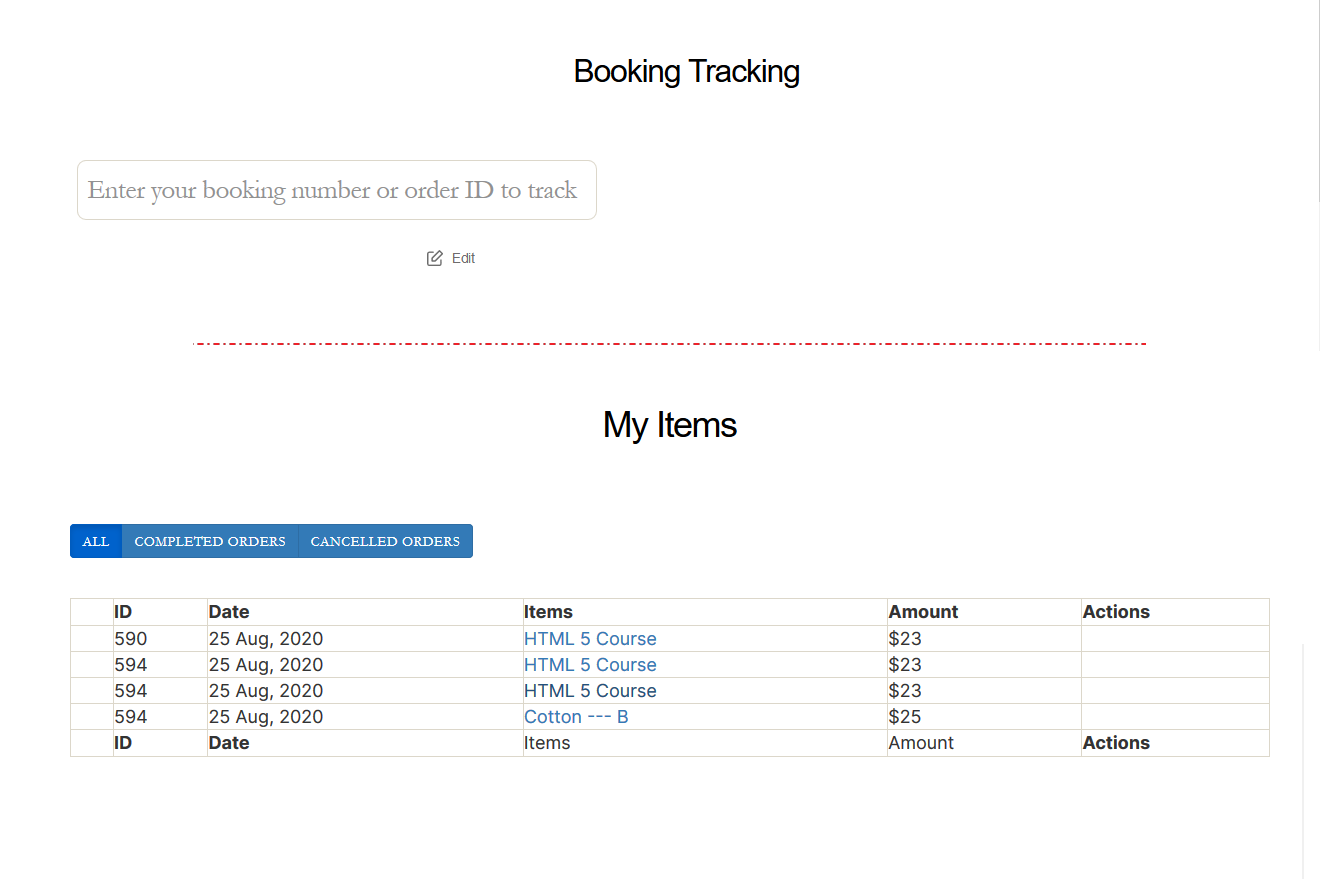 Booking Tracking
Enter your booking number or order ID to track
Edit
My Items
ALL COMPLETED ORDERS CANCELLED ORDERS
ID Date Items Amount Actions
590 25 Aug, 2020 HTML 5 Course $23
594 25 Aug, 2020 HTML 5 Course $23
594 25 Aug, 2020 HTML 5 Course $23
594 25 Aug, 2020 Cotton --- B $25
ID Date Items Amount Actions